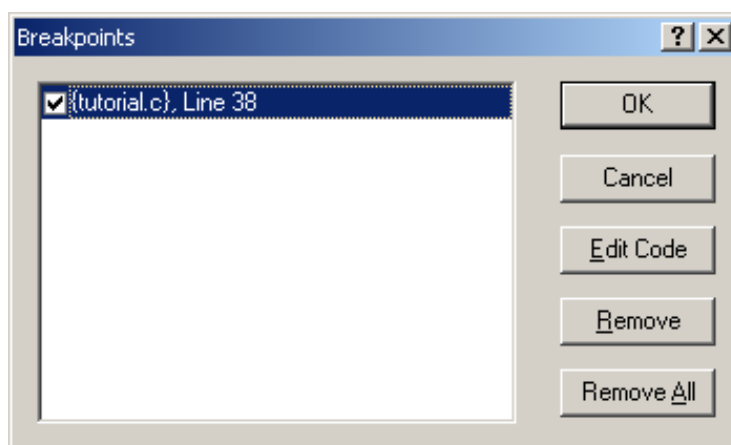 Breakpoints
{tutorial.c}, Line 38
OK
Cancel
Edit Code
Remove
Remove All